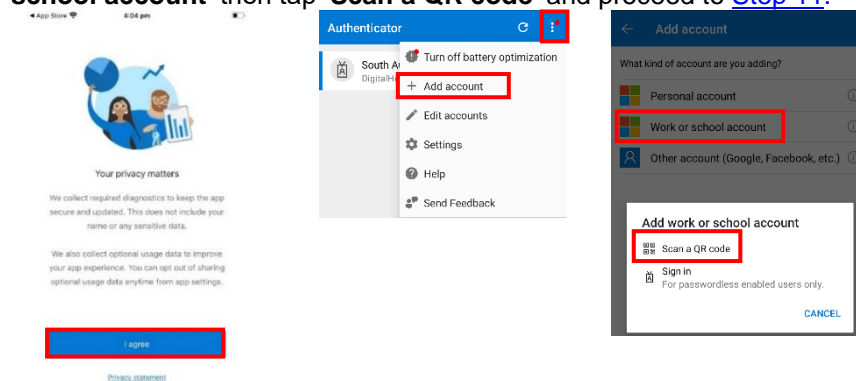 school account' then tap 'Scan a QR code' and proceed to Step 11.
App Store 4:04 pm
Your privacy matters
We collect required diagnostics to keep the app
secure and updated. This does not include your
name or any sensitive data.
We also collect optional usage data to improve
your app experience. You can opt out of sharing
optional usage data anytime from app settings.
I agree
Privacy statement
Authenticator
South A
DigitalH
Turn off battery optimization
Add account
Edit accounts
Settings
Help
Send Feedback
Add account
What kind of account are you adding?
Personal account
Work or school account
Other account (Google, Facebook, etc.)
Add work or school account
Scan a QR code
Sign in
For passwordless enabled users only.
CANCEL